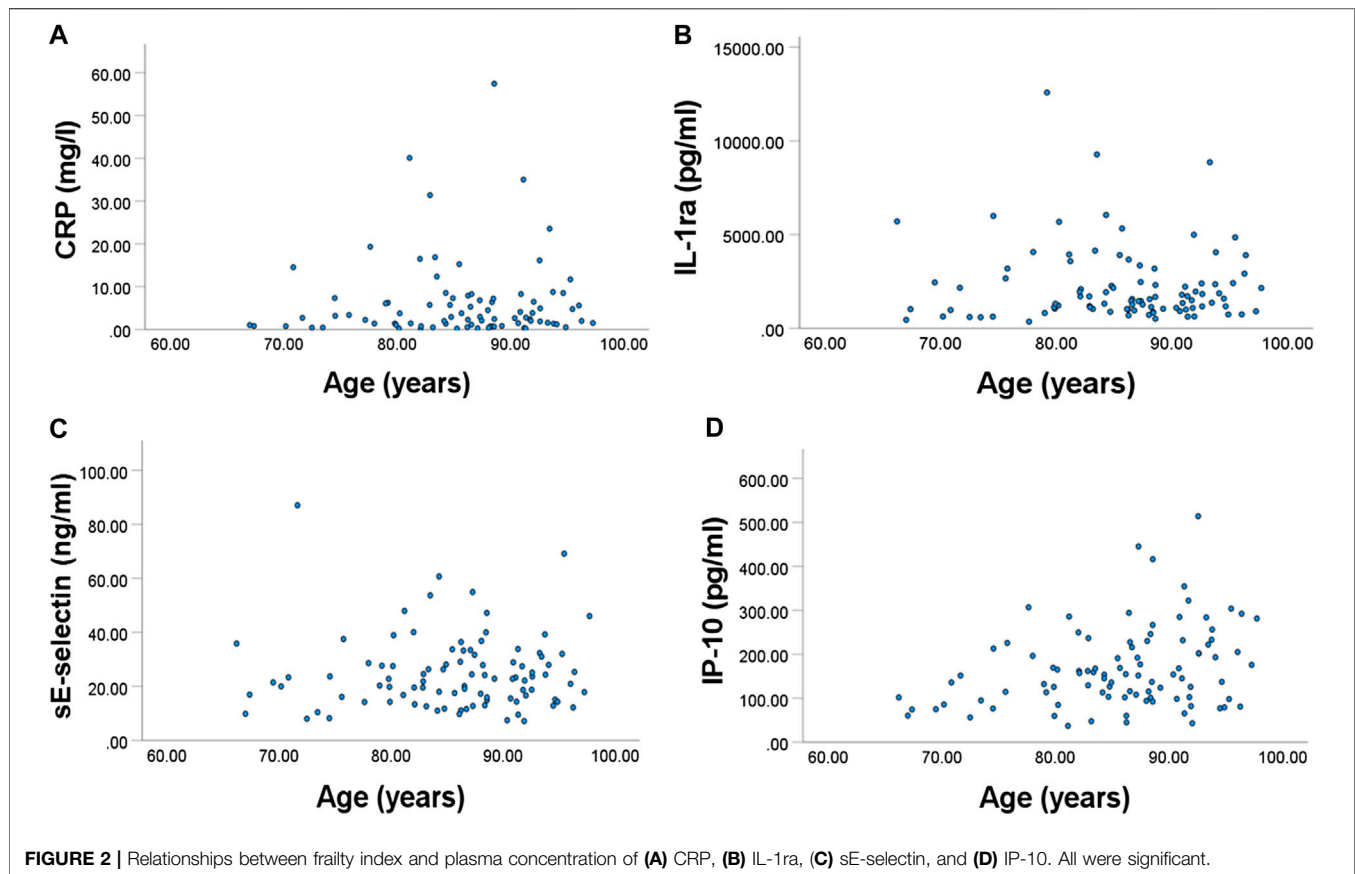 A
CRP (mg/l)
60.00
50.00
40.00
30.00
20.00
10.00
.00
60.00 70.00 80.00 90.00 100.00
Age (years)
B
IL-1ra (pg/ml)
15000.00
10000.00
5000.00
.00
60.00 70.00 80.00 90.00 100.00
Age (years)
C
sE-selectin (ng/ml)
100.00
80.00
60.00
40.00
20.00
.00
60.00 70.00 80.00 90.00 100.00
Age (years)
D
IP-10 (pg/ml)
600.00
500.00
400.00
300.00
200.00
100.00
.00
60.00 70.00 80.00 90.00 100.00
Age (years)
FIGURE 2 | Relationships between frailty index and plasma concentration of (A) CRP, (B) IL-1ra, (C) sE-selectin, and (D) IP-10. All were significant.